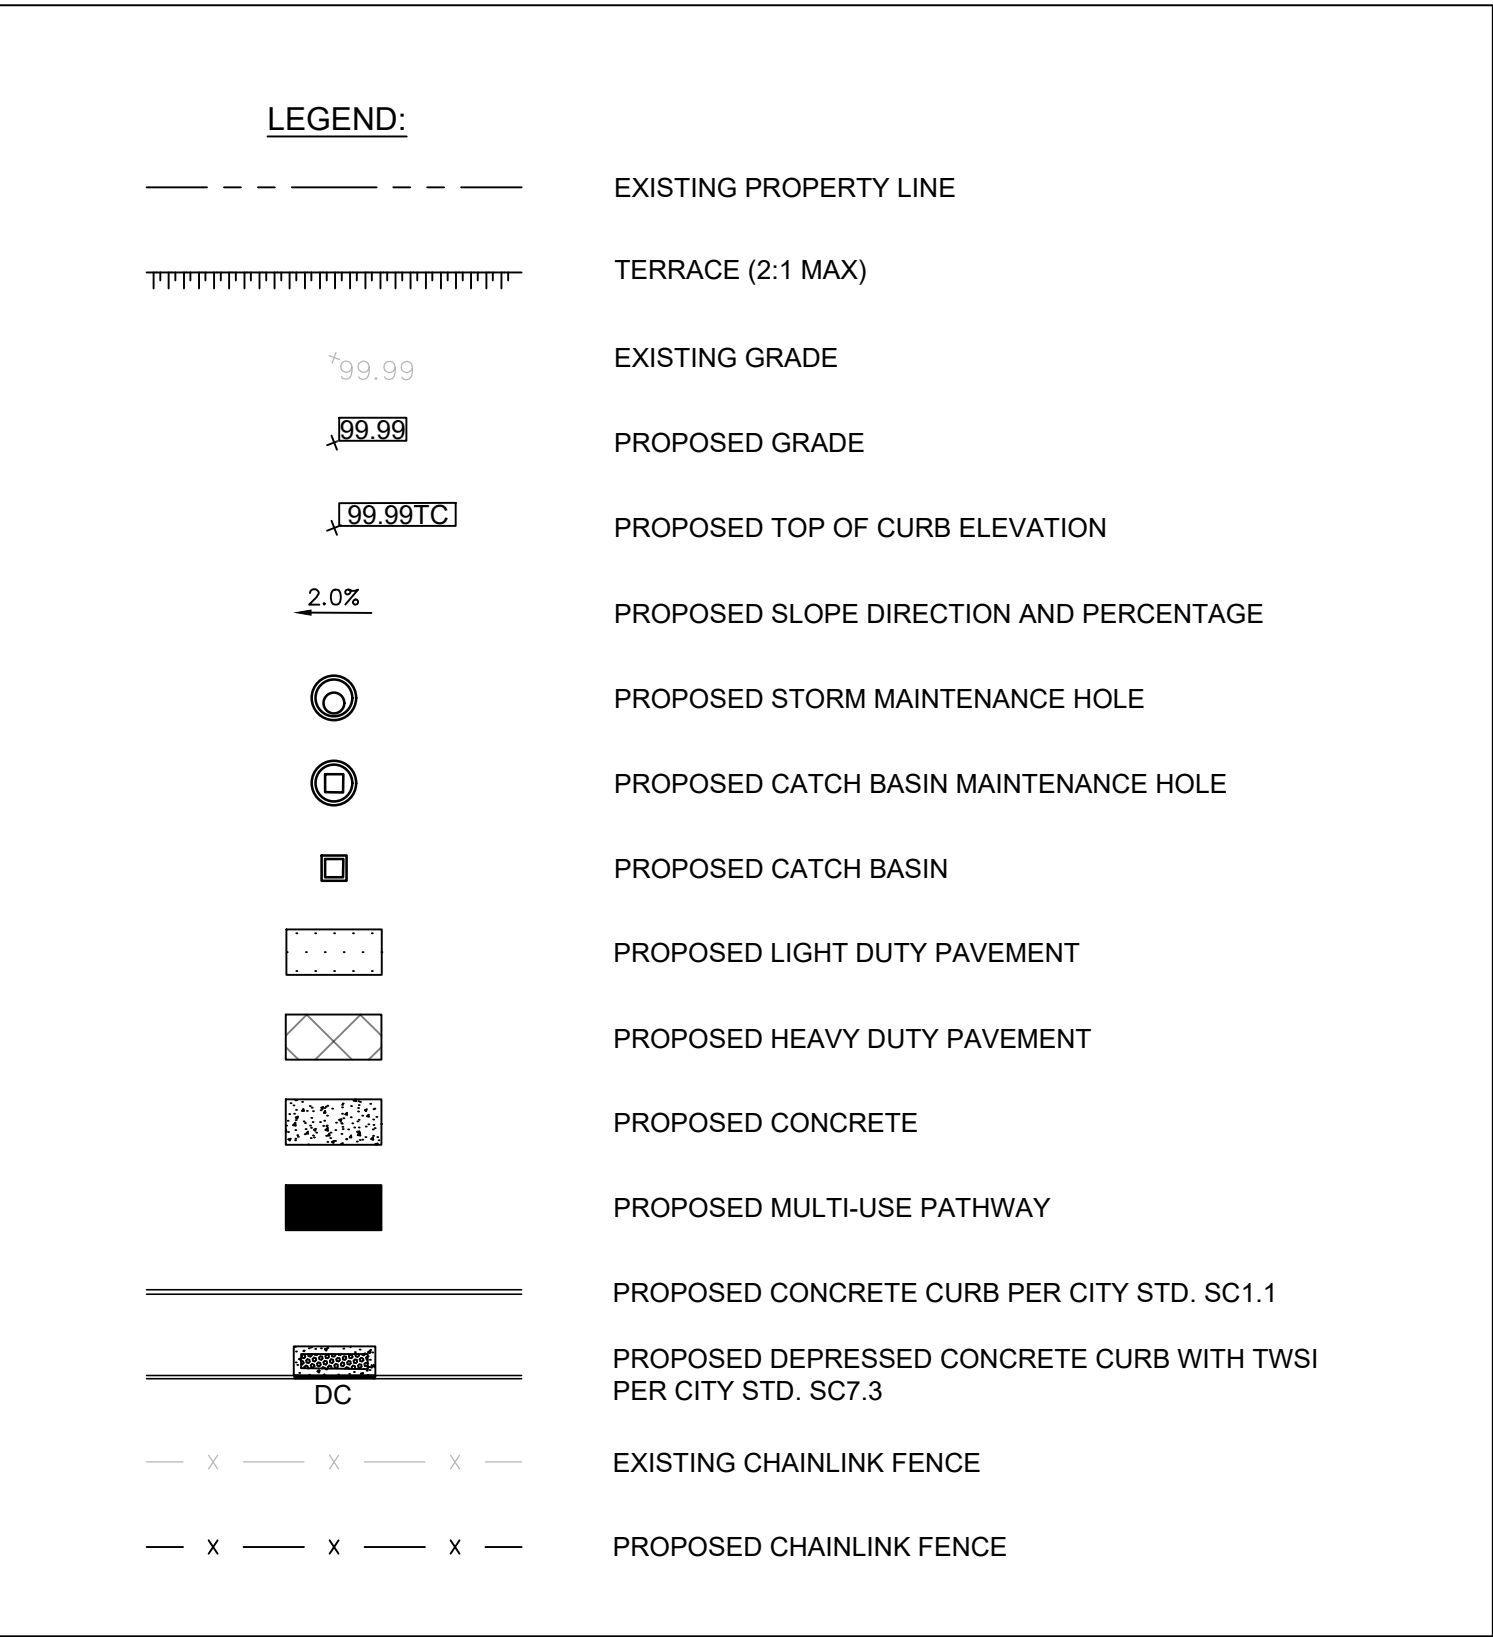 LEGEND:
EXISTING PROPERTY LINE
TERRACE (2:1 MAX)
99.99 EXISTING GRADE
99.99 PROPOSED GRADE
99.99TC PROPOSED TOP OF CURB ELEVATION
2.0% PROPOSED SLOPE DIRECTION AND PERCENTAGE
PROPOSED STORM MAINTENANCE HOLE
PROPOSED CATCH BASIN MAINTENANCE HOLE
PROPOSED CATCH BASIN
PROPOSED LIGHT DUTY PAVEMENT
PROPOSED HEAVY DUTY PAVEMENT
PROPOSED CONCRETE
PROPOSED MULTI-USE PATHWAY
PROPOSED CONCRETE CURB PER CITY STD. SC1.1
PROPOSED DEPRESSED CONCRETE CURB WITH TWSI
DC PER CITY STD. SC7.3
X X X EXISTING CHAINLINK FENCE
X X X PROPOSED CHAINLINK FENCE